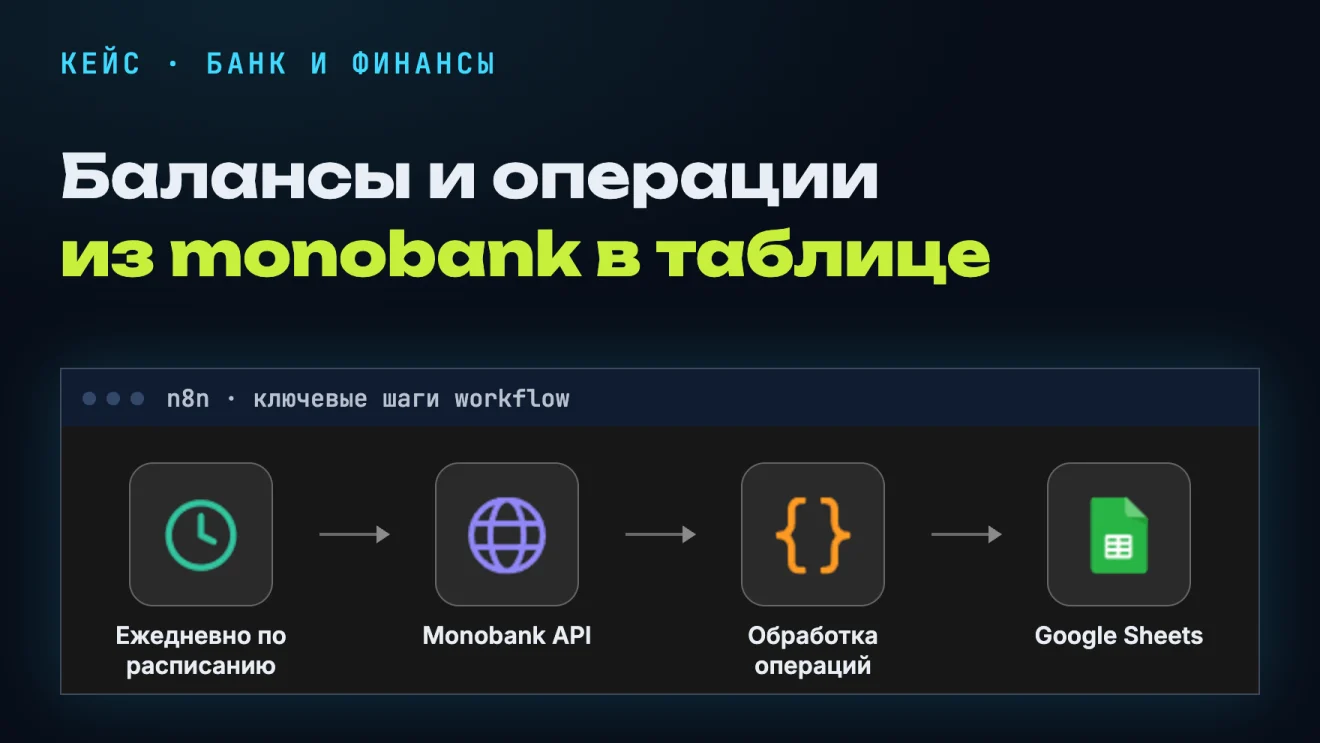 КЕЙС · БАНК И ФИНАНСЫ
Балансы и операции
из monobank в таблице
n8n · ключевые шаги workflow
Ежедневно по
расписанию
Monobank API
Обработка
операций
Google Sheets